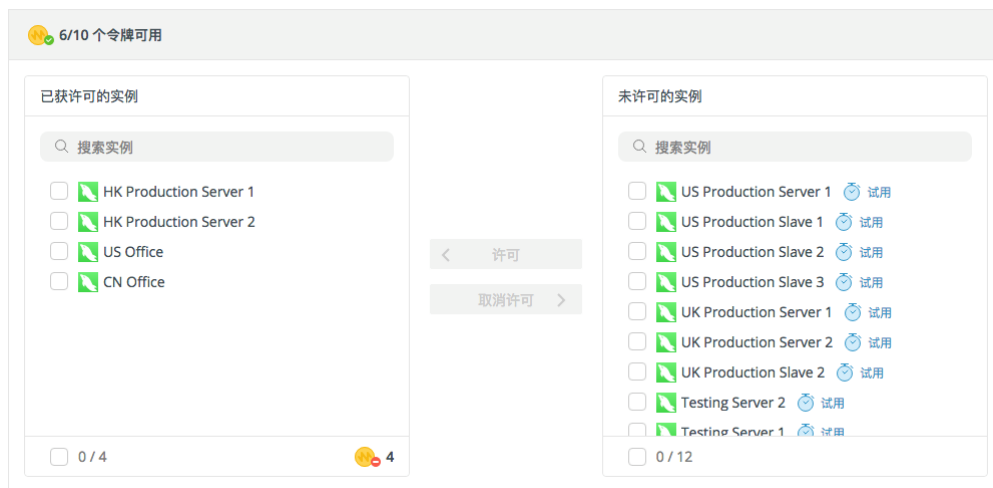 6/10 个令牌可用
已获许可的实例
搜索实例
HK Production Server 1
HK Production Server 2
US Office
CN Office
0 / 4
4
许可
取消许可
未许可的实例
搜索实例
US Production Server 1 试用
US Production Slave 1 试用
US Production Slave 2 试用
US Production Slave 3 试用
UK Production Server 1 试用
UK Production Server 2 试用
UK Production Slave 2 试用
Testing Server 2 试用
Testing Server 1 试用
0 / 12